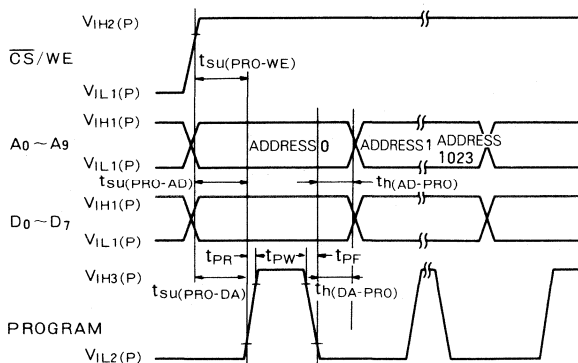 VIH2(P)
CS/WE
tsu(PRO-WE)
VIL1(P)
VIH1(P)
A0~A9
ADDRESS 0
ADDRESS 1
ADDRESS
1023
VIL1(P)
tsu(PRO-AD)
th(AD-PRO)
VIH1(P)
D0~D7
VIL1(P)
tPR
tPW
tPF
VIH3(P)
tsu(PRO-DA)
th(DA-PRO)
PROGRAM
VIL2(P)